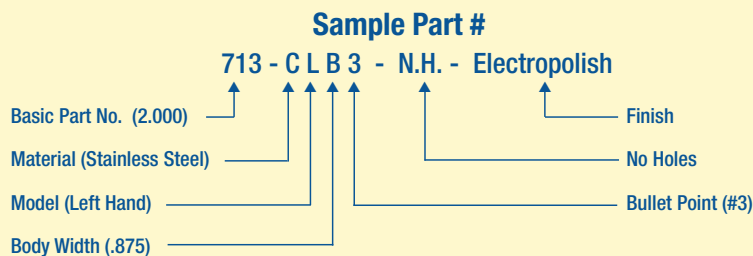 Sample Part #
713 - C L B 3 - N.H. - Electropolish
Basic Part No. (2.000)
Finish
Material (Stainless Steel)
No Holes
Model (Left Hand)
Bullet Point (#3)
Body Width (.875)